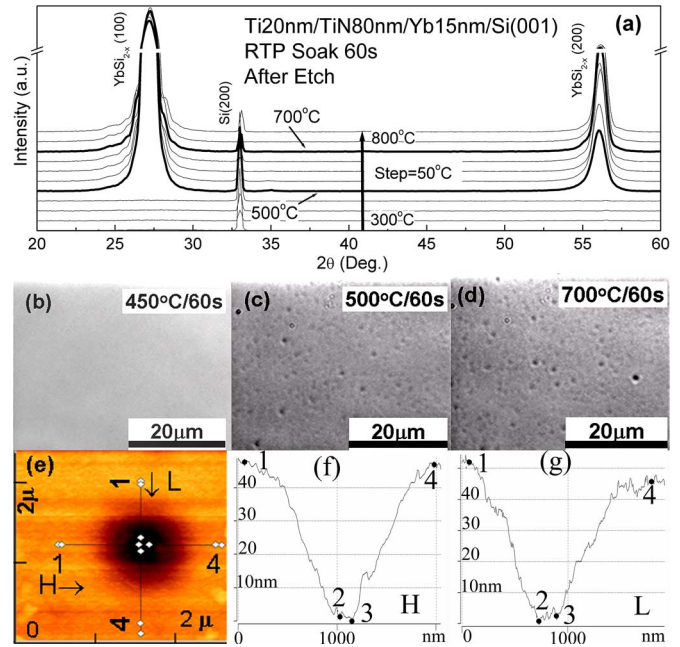 Ti20nm/TiN80nm/Yb15nm/Si(001)
(a)
RTP Soak 60s
After Etch
YbSi2-x (100)
Si(200)
YbSi2-x (200)
Intensity (a.u.)
700°C
800°C
Step=50°C
500°C
300°C
20 25 30 35 40 45 50 55 60
2θ (Deg.)
(b) 450°C/60s
20μm
(c) 500°C/60s
20μm
(d) 700°C/60s
20μm
(e)
2μ
1
L
1
4
H
4
0
2 μ
(f)
1
4
40
30
20
10nm
2
3
H
1000
nm
(g)
1
4
40
30
20
10nm
2
3
L
1000
nm